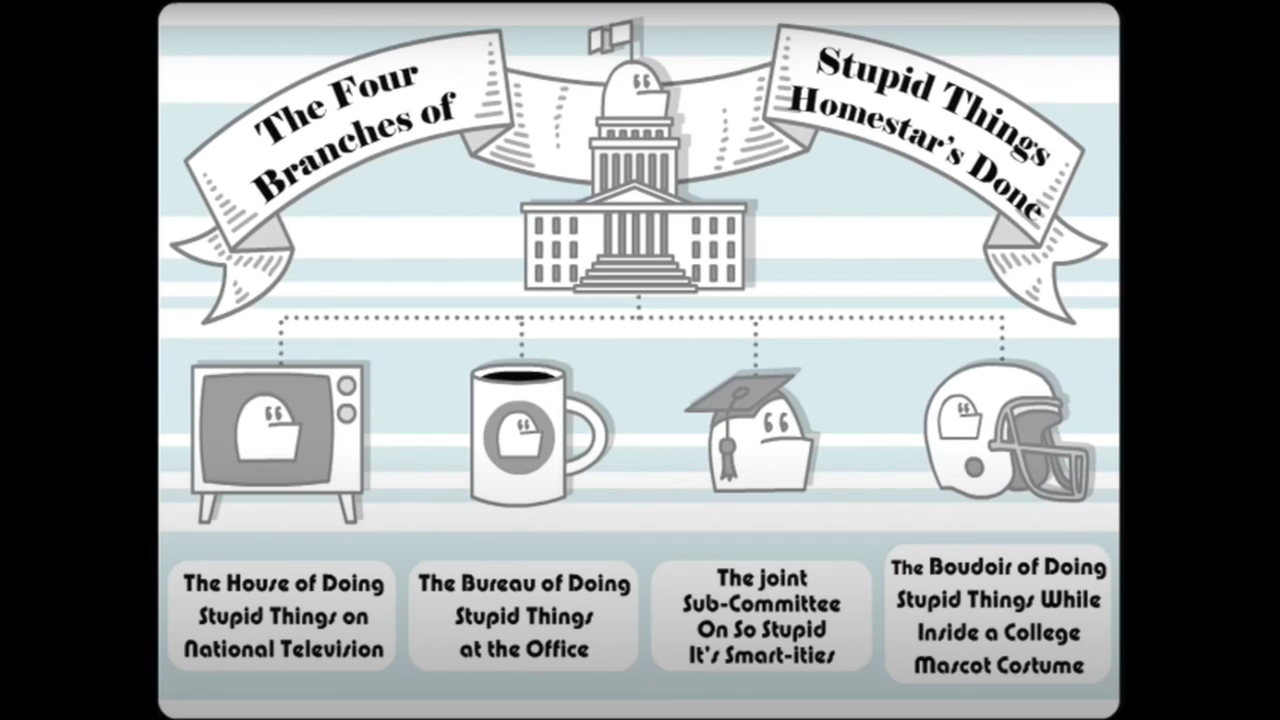 The Four
Branches of
Stupid Things
Homestar's Done
The House of Doing
Stupid Things on
National Television
The Bureau of Doing
Stupid Things
at the Office
The joint
Sub-Committee
On So Stupid
It's Smart-ities
The Boudoir of Doing
Stupid Things While
Inside a College
Mascot Costume